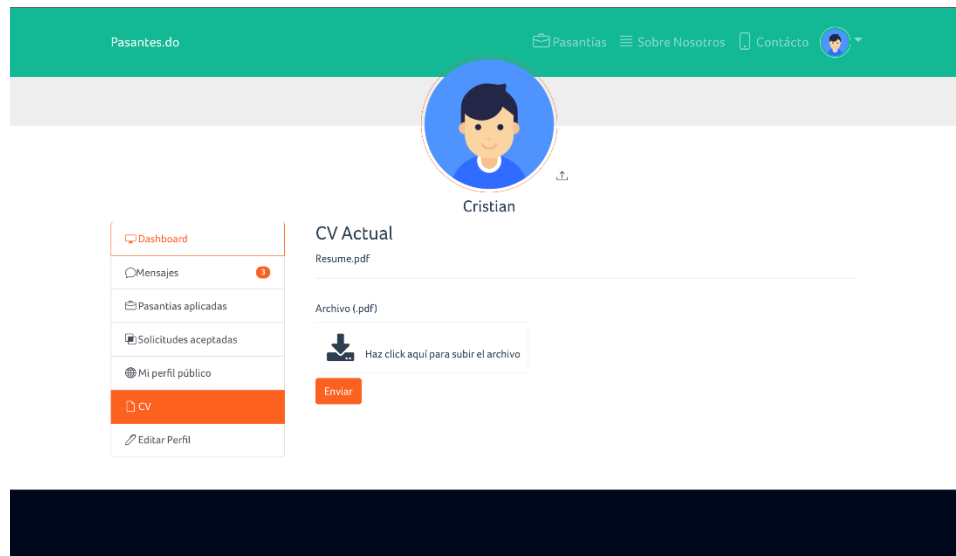 Pasantes.do
Pasantías
Sobre Nosotros
Contácto
Cristian
Dashboard
Mensajes 3
Pasantias aplicadas
Solicitudes aceptadas
Mi perfil público
CV
Editar Perfil
CV Actual
Resume.pdf
Archivo (.pdf)
Haz click aquí para subir el archivo
Enviar